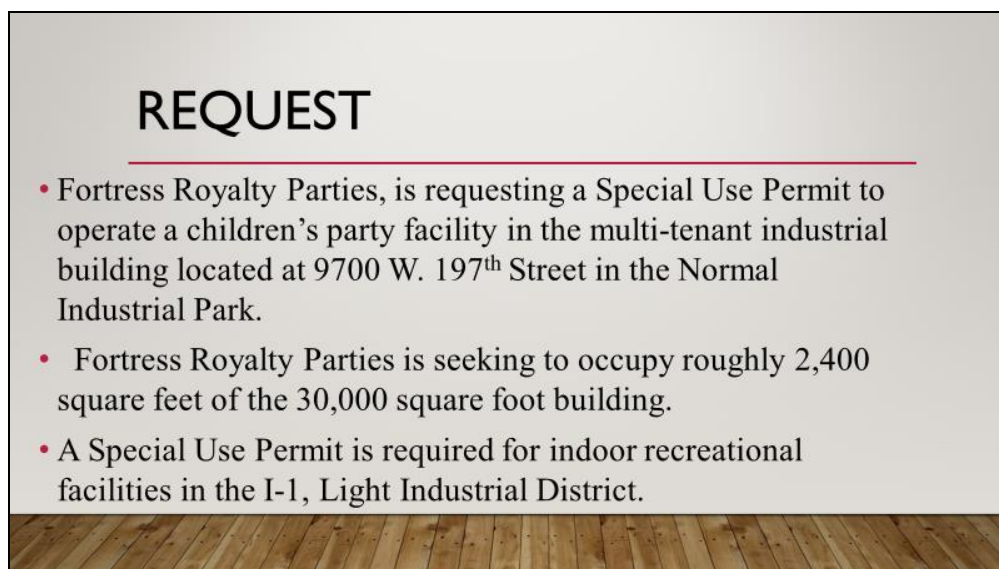 REQUEST
• Fortress Royalty Parties, is requesting a Special Use Permit to
operate a children's party facility in the multi-tenant industrial
building located at 9700 W. 197th Street in the Normal
Industrial Park.
• Fortress Royalty Parties is seeking to occupy roughly 2,400
square feet of the 30,000 square foot building.
• A Special Use Permit is required for indoor recreational
facilities in the I-1, Light Industrial District.